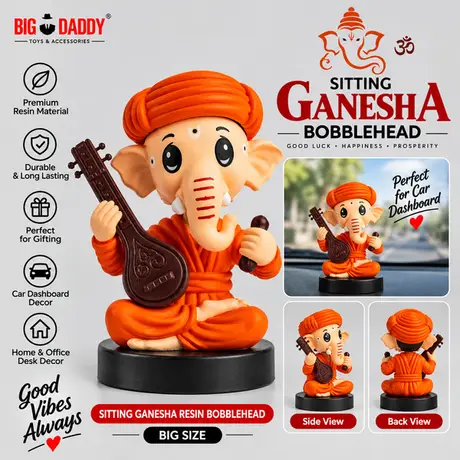 BIG DADDY®
TOYS & ACCESSORIES
ॐ
SITTING
GANESHA
BOBBLEHEAD
GOOD LUCK • HAPPINESS • PROSPERITY
Premium
Resin Material
Durable
& Long Lasting
Perfect
for Gifting
Car Dashboard
Decor
Home & Office
Desk Decor
Good
Vibes
Always
Perfect
for Car
Dashboard
SITTING GANESHA RESIN BOBBLEHEAD
BIG SIZE
Side View
Back View